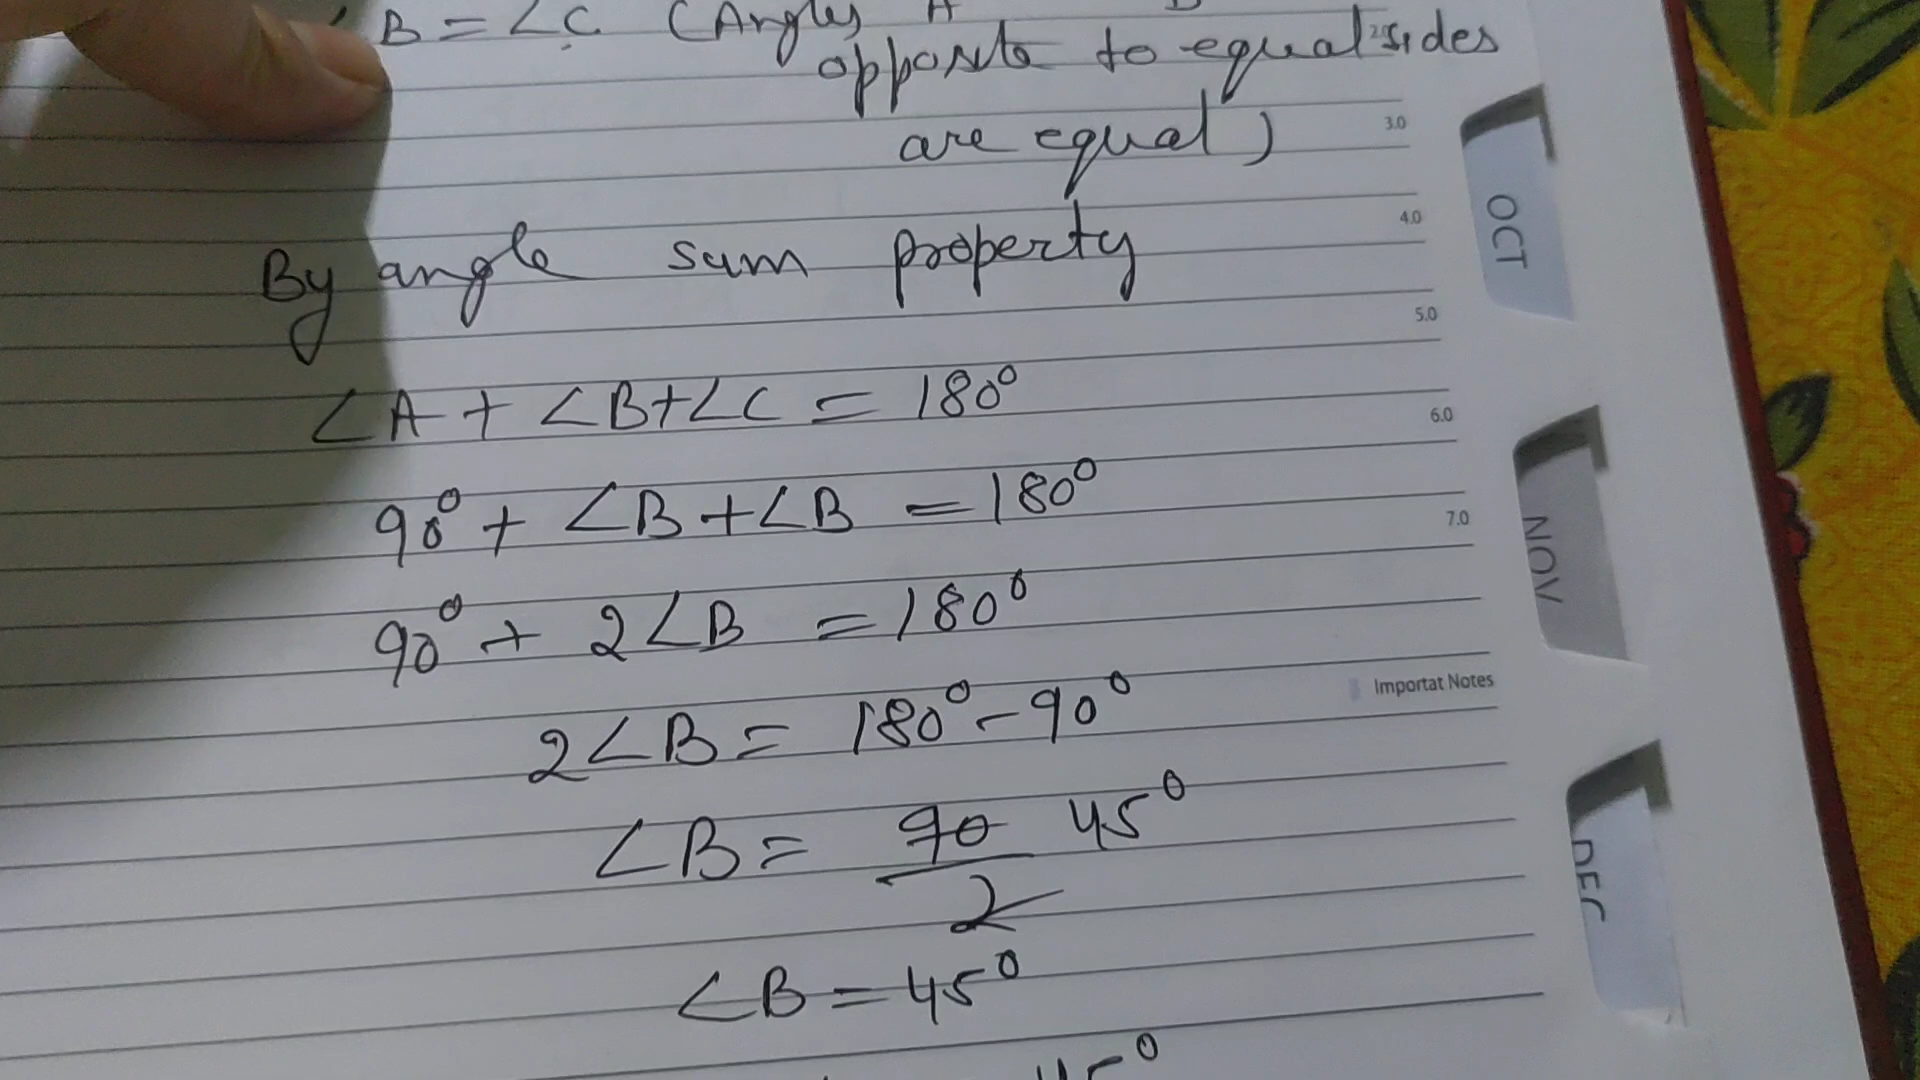 ∠B = ∠C (Angles
opposite to equal sides
are equal)
3.0
By angle sum property
4.0
OCT
5.0
∠A + ∠B+∠C = 180°
6.0
90° + ∠B+∠B = 180°
7.0
NOV
90° + 2∠B = 180°
Importat Notes
2∠B = 180°-90°
∠B = 90/2 45°
DEC
∠B = 45°
45°